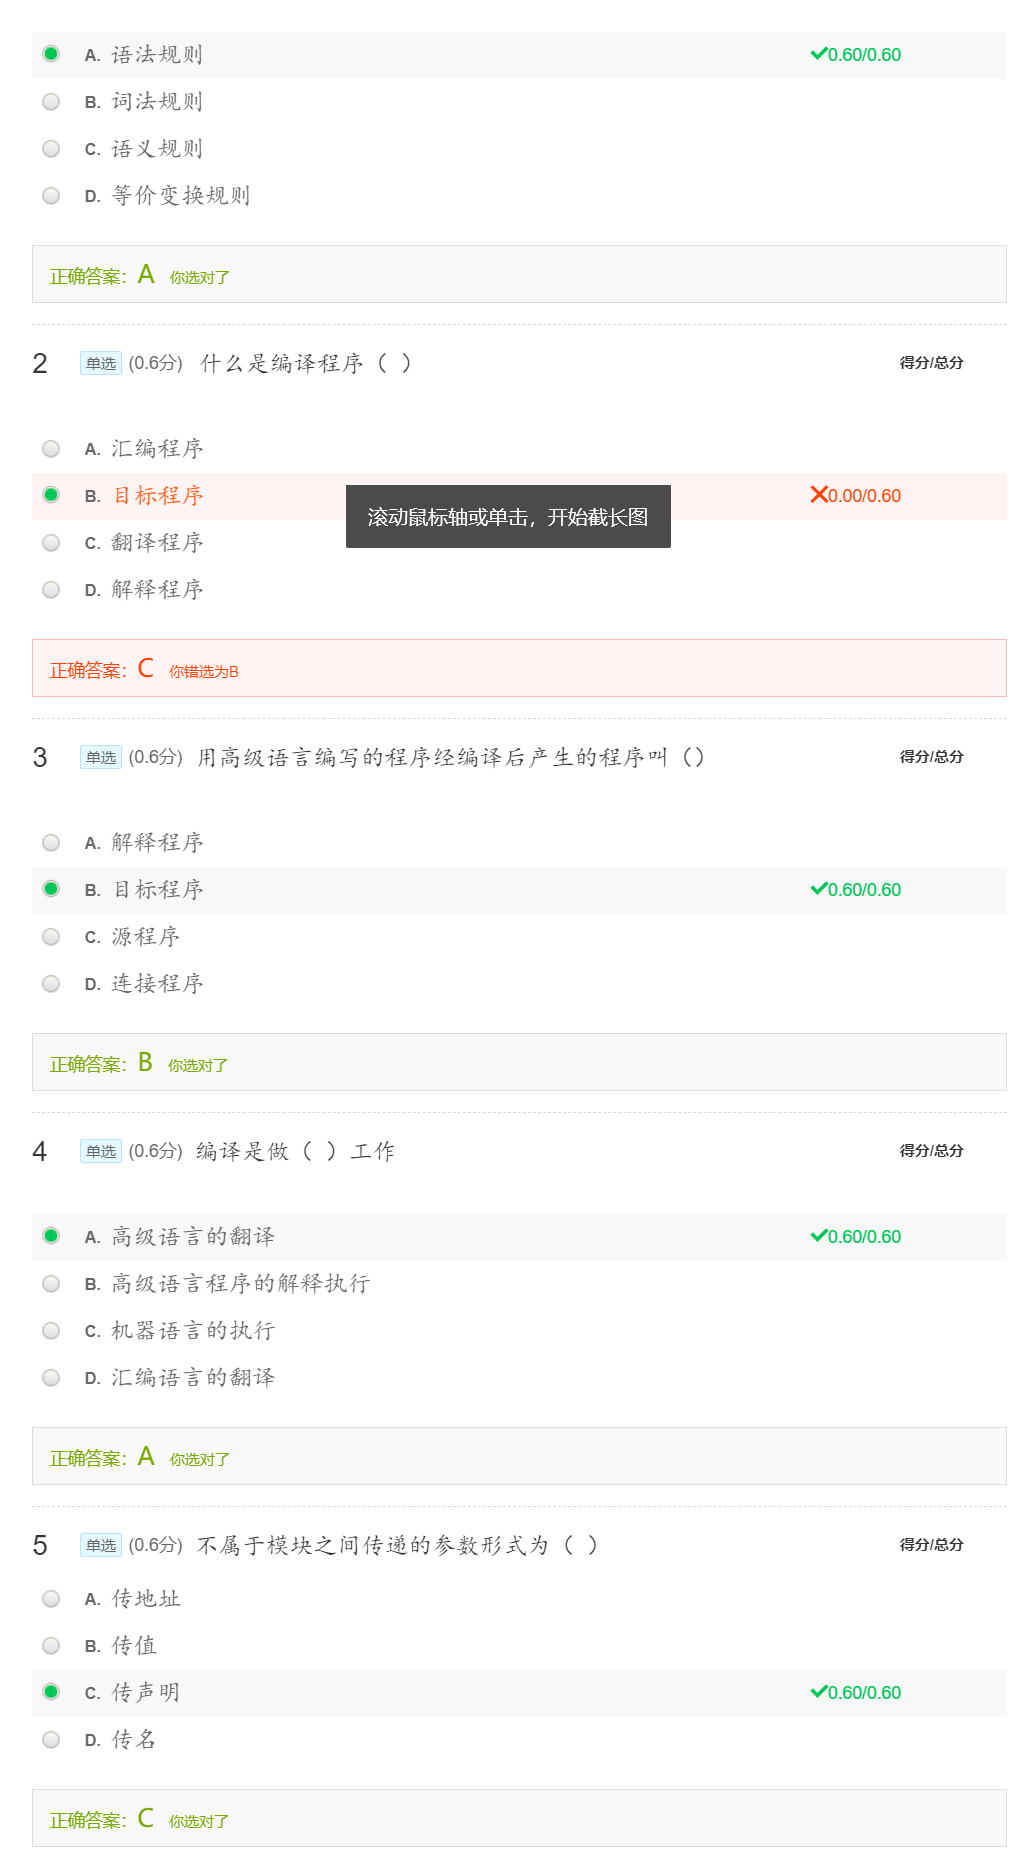 A. 语法规则 0.60/0.60
B. 词法规则
C. 语义规则
D. 等价变换规则
正确答案：A 你选对了
2 单选 (0.6分) 什么是编译程序（ ） 得分/总分
A. 汇编程序
B. 目标程序 0.00/0.60
滚动鼠标轴或单击，开始截长图
C. 翻译程序
D. 解释程序
正确答案：C 你错选为B
3 单选 (0.6分) 用高级语言编写的程序经编译后产生的程序叫（） 得分/总分
A. 解释程序
B. 目标程序 0.60/0.60
C. 源程序
D. 连接程序
正确答案：B 你选对了
4 单选 (0.6分) 编译是做（ ）工作 得分/总分
A. 高级语言的翻译 0.60/0.60
B. 高级语言程序的解释执行
C. 机器语言的执行
D. 汇编语言的翻译
正确答案：A 你选对了
5 单选 (0.6分) 不属于模块之间传递的参数形式为（ ） 得分/总分
A. 传地址
B. 传值
C. 传声明 0.60/0.60
D. 传名
正确答案：C 你选对了